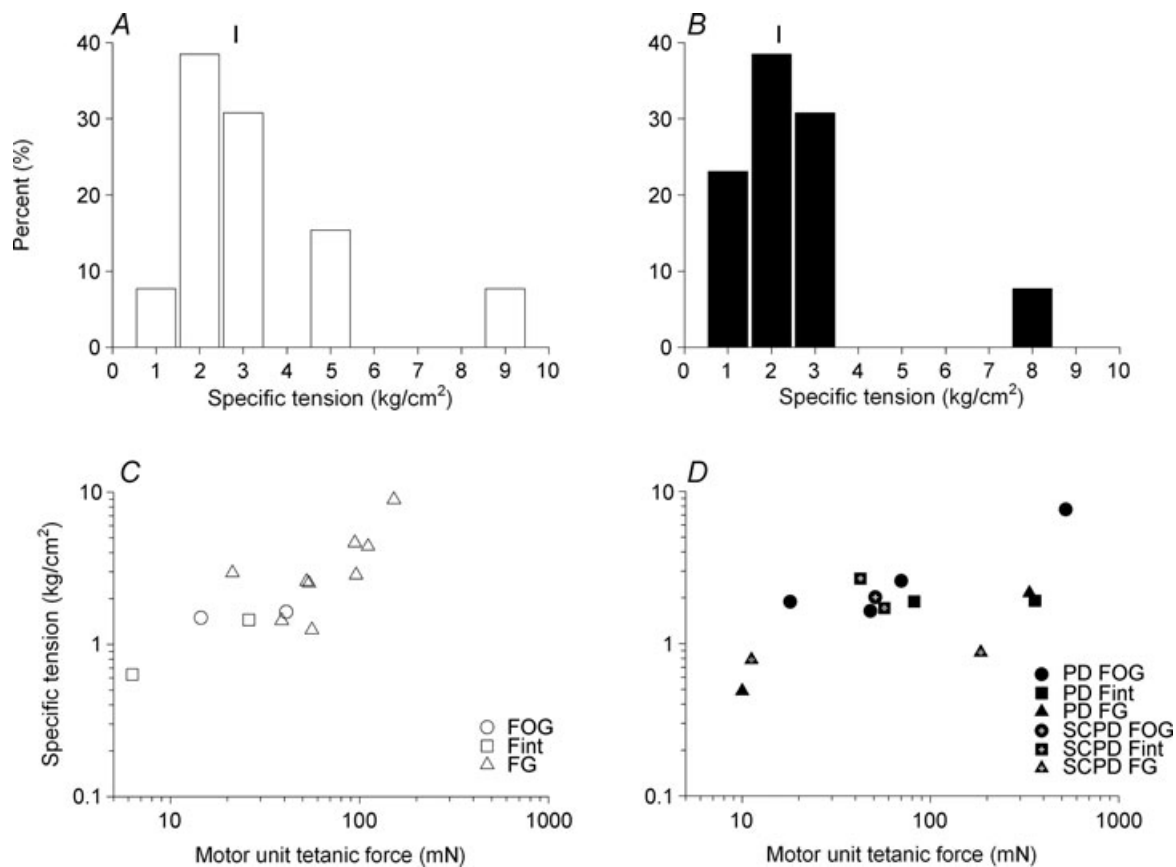 A
B
Percent (%)
40
30
20
10
0
0 1 2 3 4 5 6 7 8 9 10
Specific tension (kg/cm²)
40
30
20
10
0
0 1 2 3 4 5 6 7 8 9 10
Specific tension (kg/cm²)
C
D
Specific tension (kg/cm²)
10
1
0.1
10 100 1000
Motor unit tetanic force (mN)
FOG
Fint
FG
10
1
0.1
10 100 1000
Motor unit tetanic force (mN)
PD FOG
PD Fint
PD FG
SCPD FOG
SCPD Fint
SCPD FG